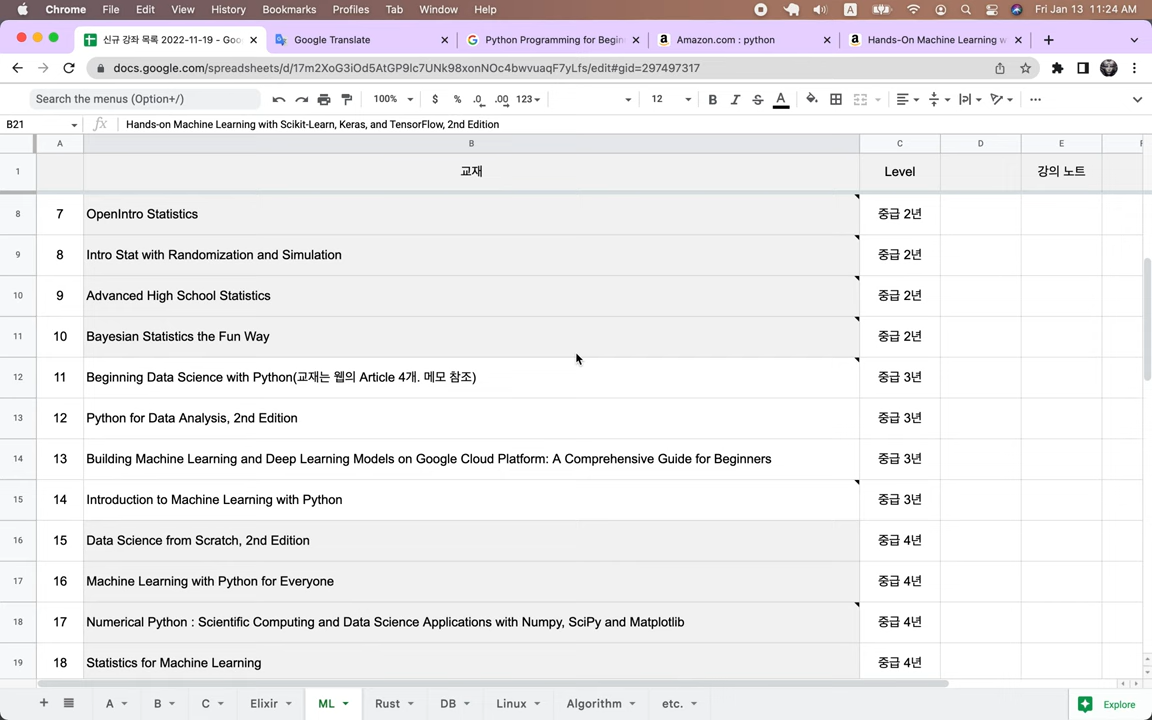 Chrome File Edit View History Bookmarks Profiles Tab Window Help A Fri Jan 13 11:24 AM
신규 강좌 목록 2022-11-19 - Goo
Google Translate
Python Programming for Begin
Amazon.com : python
Hands-On Machine Learning w
docs.google.com/spreadsheets/d/17m2XoG3iOd5AtGP9lc7UNk98xonNOc4bwvuaqF7yLfs/edit#gid=297497317
Search the menus (Option+/) 100% $ % .0 .00 123 12 B I S A
B21 fx Hands-on Machine Learning with Scikit-Learn, Keras, and TensorFlow, 2nd Edition
A B C D E F
1 교재 Level 강의 노트
8 7 OpenIntro Statistics 중급 2년
9 8 Intro Stat with Randomization and Simulation 중급 2년
10 9 Advanced High School Statistics 중급 2년
11 10 Bayesian Statistics the Fun Way 중급 2년
12 11 Beginning Data Science with Python(교재는 웹의 Article 4개. 메모 참조) 중급 3년
13 12 Python for Data Analysis, 2nd Edition 중급 3년
14 13 Building Machine Learning and Deep Learning Models on Google Cloud Platform: A Comprehensive Guide for Beginners 중급 3년
15 14 Introduction to Machine Learning with Python 중급 3년
16 15 Data Science from Scratch, 2nd Edition 중급 4년
17 16 Machine Learning with Python for Everyone 중급 4년
18 17 Numerical Python : Scientific Computing and Data Science Applications with Numpy, SciPy and Matplotlib 중급 4년
19 18 Statistics for Machine Learning 중급 4년
A B C Elixir ML Rust DB Linux Algorithm etc. Explore